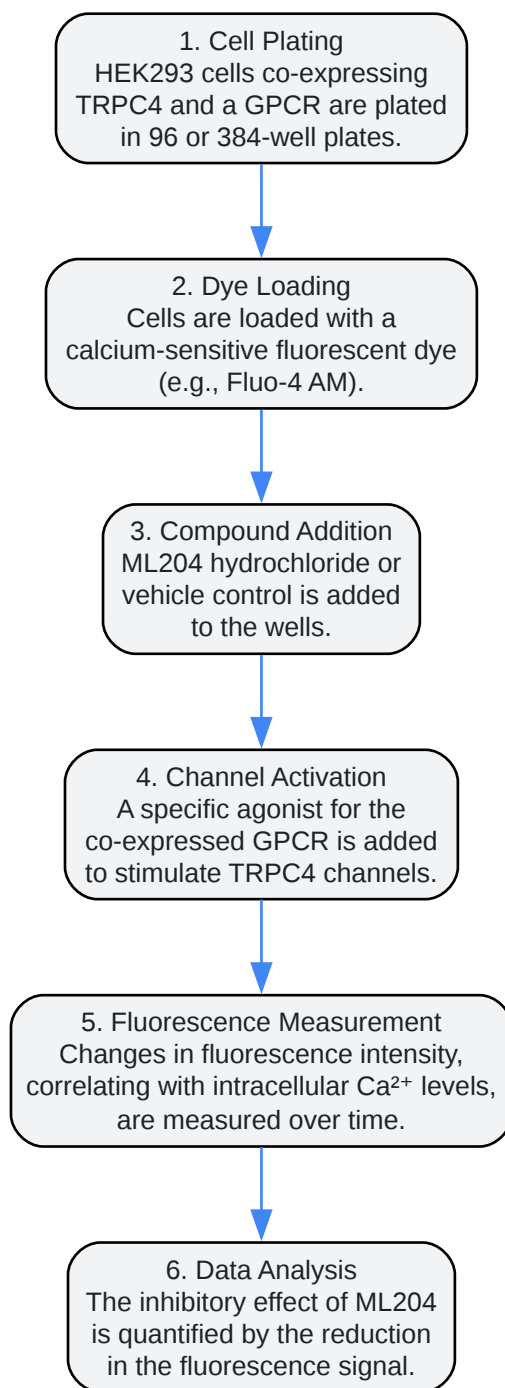 1. Cell Plating
HEK293 cells co-expressing
TRPC4 and a GPCR are plated
in 96 or 384-well plates.
2. Dye Loading
Cells are loaded with a
calcium-sensitive fluorescent dye
(e.g., Fluo-4 AM).
3. Compound Addition
ML204 hydrochloride or
vehicle control is added
to the wells.
4. Channel Activation
A specific agonist for the
co-expressed GPCR is added
to stimulate TRPC4 channels.
5. Fluorescence Measurement
Changes in fluorescence intensity,
correlating with intracellular Ca²⁺ levels,
are measured over time.
6. Data Analysis
The inhibitory effect of ML204
is quantified by the reduction
in the fluorescence signal.